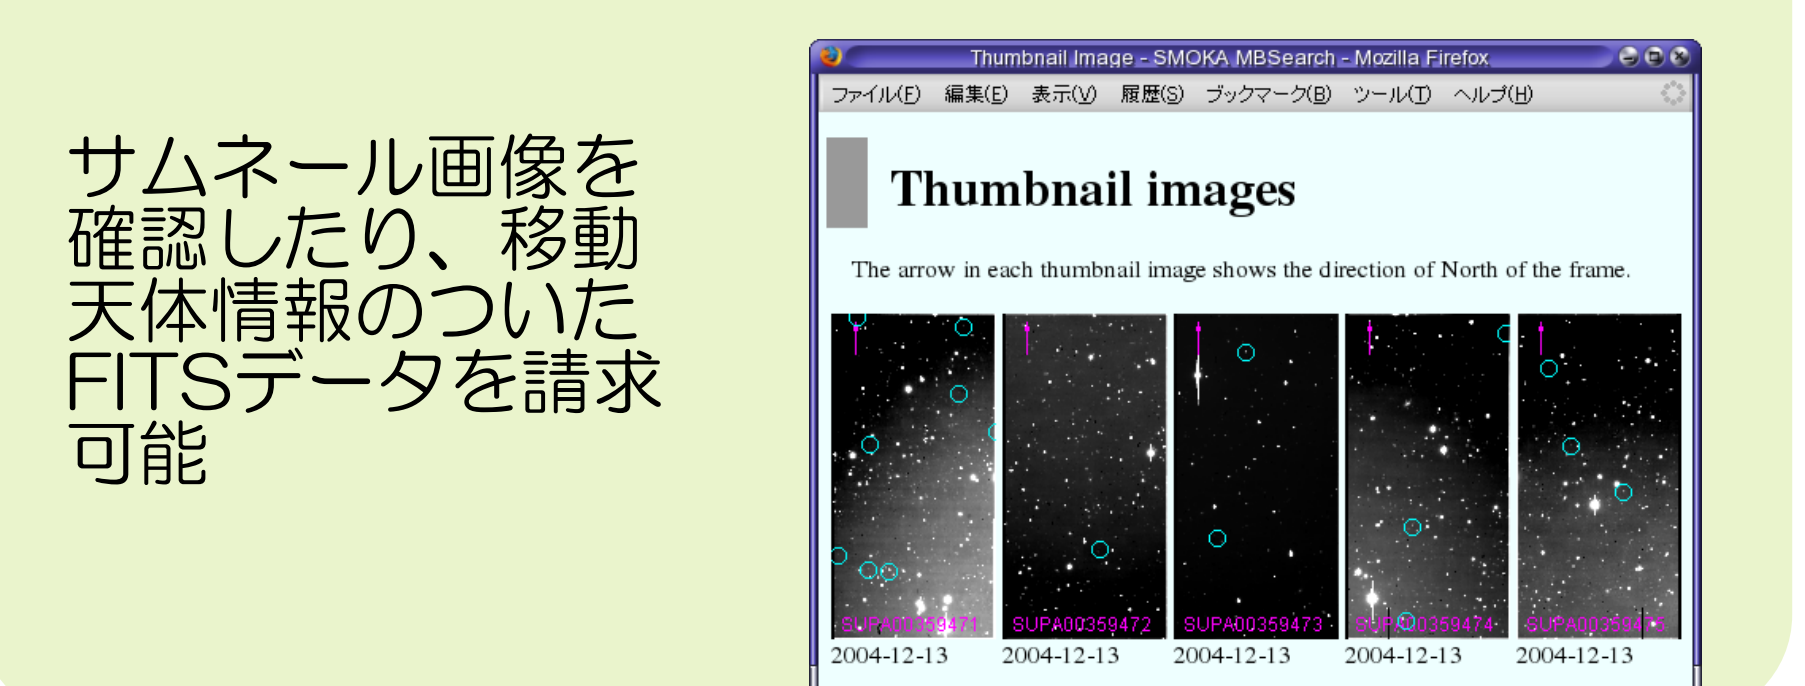 サムネール画像を
確認したり、移動
天体情報のついた
FITSデータを請求
可能
Thumbnail Image - SMOKA MBSearch - Mozilla Firefox
ファイル(F) 編集(E) 表示(V) 履歴(S) ブックマーク(B) ツール(T) ヘルプ(H)
Thumbnail images
The arrow in each thumbnail image shows the direction of North of the frame.
SUPA00359471 SUPA00359472 SUPA00359473 SUPA00359474 SUPA00359475
2004-12-13 2004-12-13 2004-12-13 2004-12-13 2004-12-13